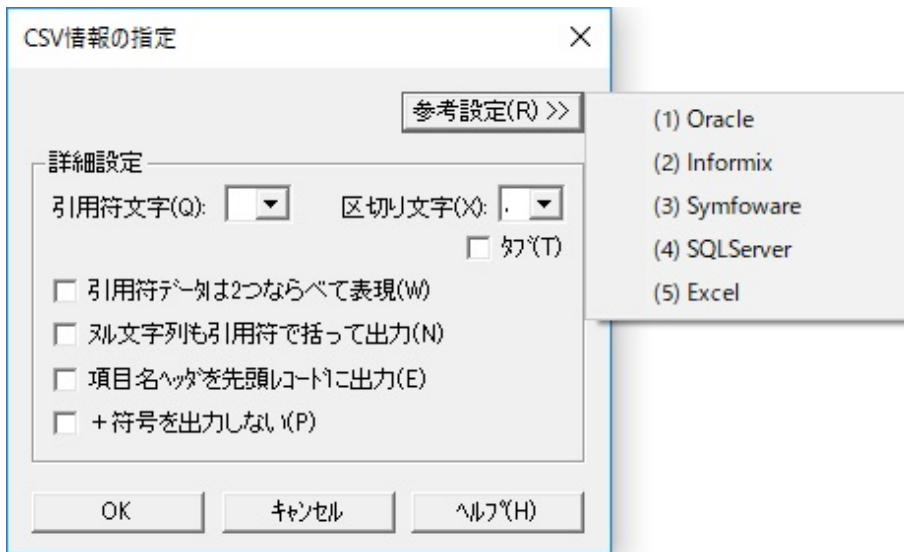 CSV情報の指定
参考設定(R) >>
(1) Oracle
(2) Informix
(3) Symfoware
(4) SQLServer
(5) Excel
詳細設定
引用符文字(Q): 区切り文字(X): ,
ﾀﾌﾞ(T)
引用符ﾃﾞｰﾀは2つならべて表現(W)
ﾇﾙ文字列も引用符で括って出力(N)
項目名ﾍｯﾀﾞを先頭ﾚｺｰﾄﾞに出力(E)
＋符号を出力しない(P)
OK ｷｬﾝｾﾙ ﾍﾙﾌﾟ(H)